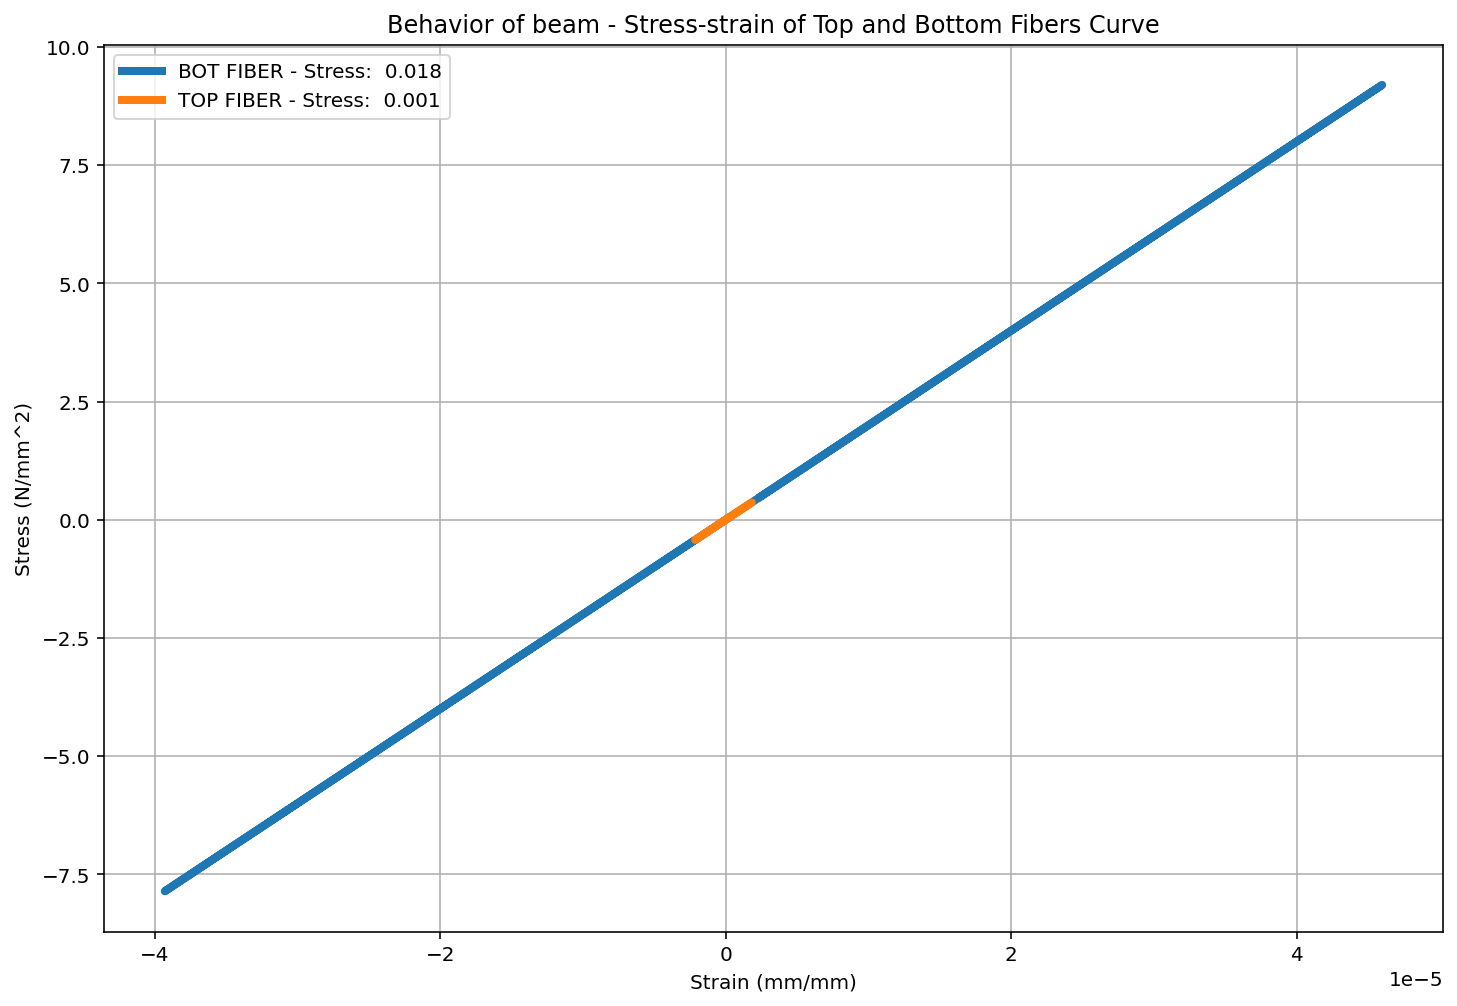 Behavior of beam - Stress-strain of Top and Bottom Fibers Curve
BOT FIBER - Stress:  0.018
TOP FIBER - Stress:  0.001
Stress (N/mm^2)
10.0
7.5
5.0
2.5
0.0
−2.5
−5.0
−7.5
−4
−2
0
2
4
1e−5
Strain (mm/mm)